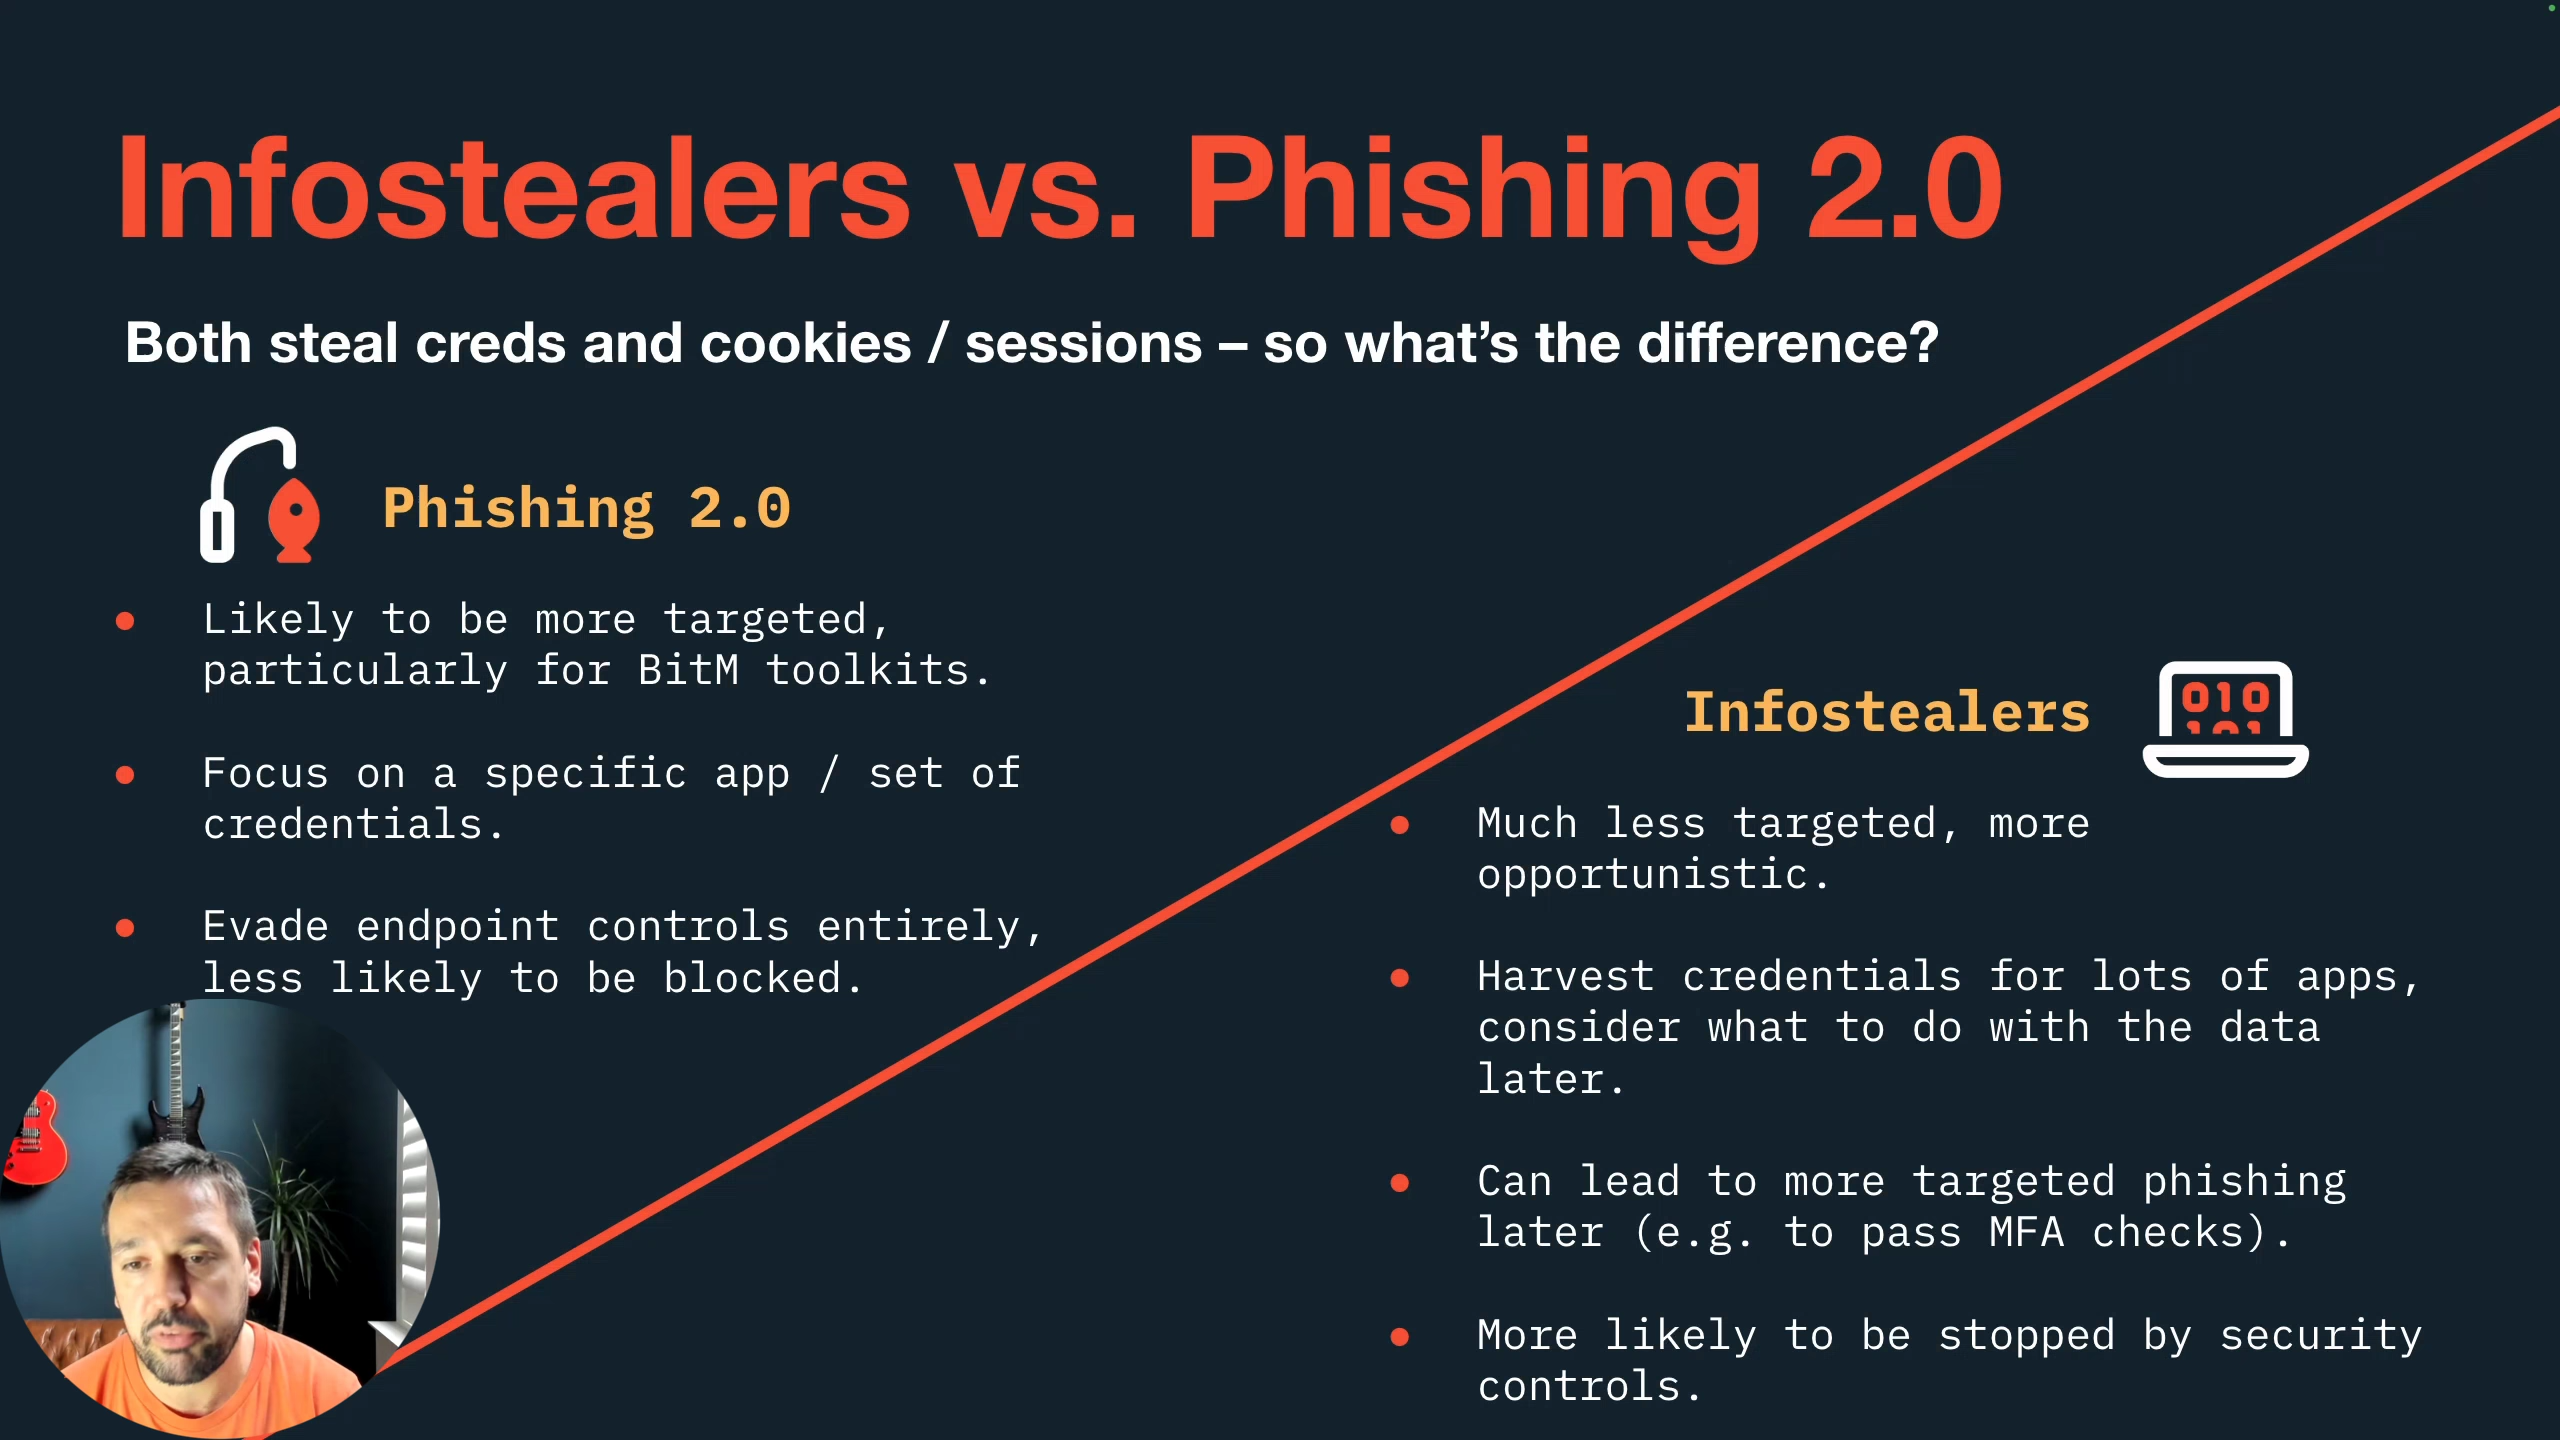 Infostealers vs. Phishing 2.0
Both steal creds and cookies / sessions – so what’s the difference?
Phishing 2.0
● Likely to be more targeted,
particularly for BitM toolkits.
● Focus on a specific app / set of
credentials.
● Evade endpoint controls entirely,
less likely to be blocked.
Infostealers
010
101
● Much less targeted, more
opportunistic.
● Harvest credentials for lots of apps,
consider what to do with the data
later.
● Can lead to more targeted phishing
later (e.g. to pass MFA checks).
● More likely to be stopped by security
controls.